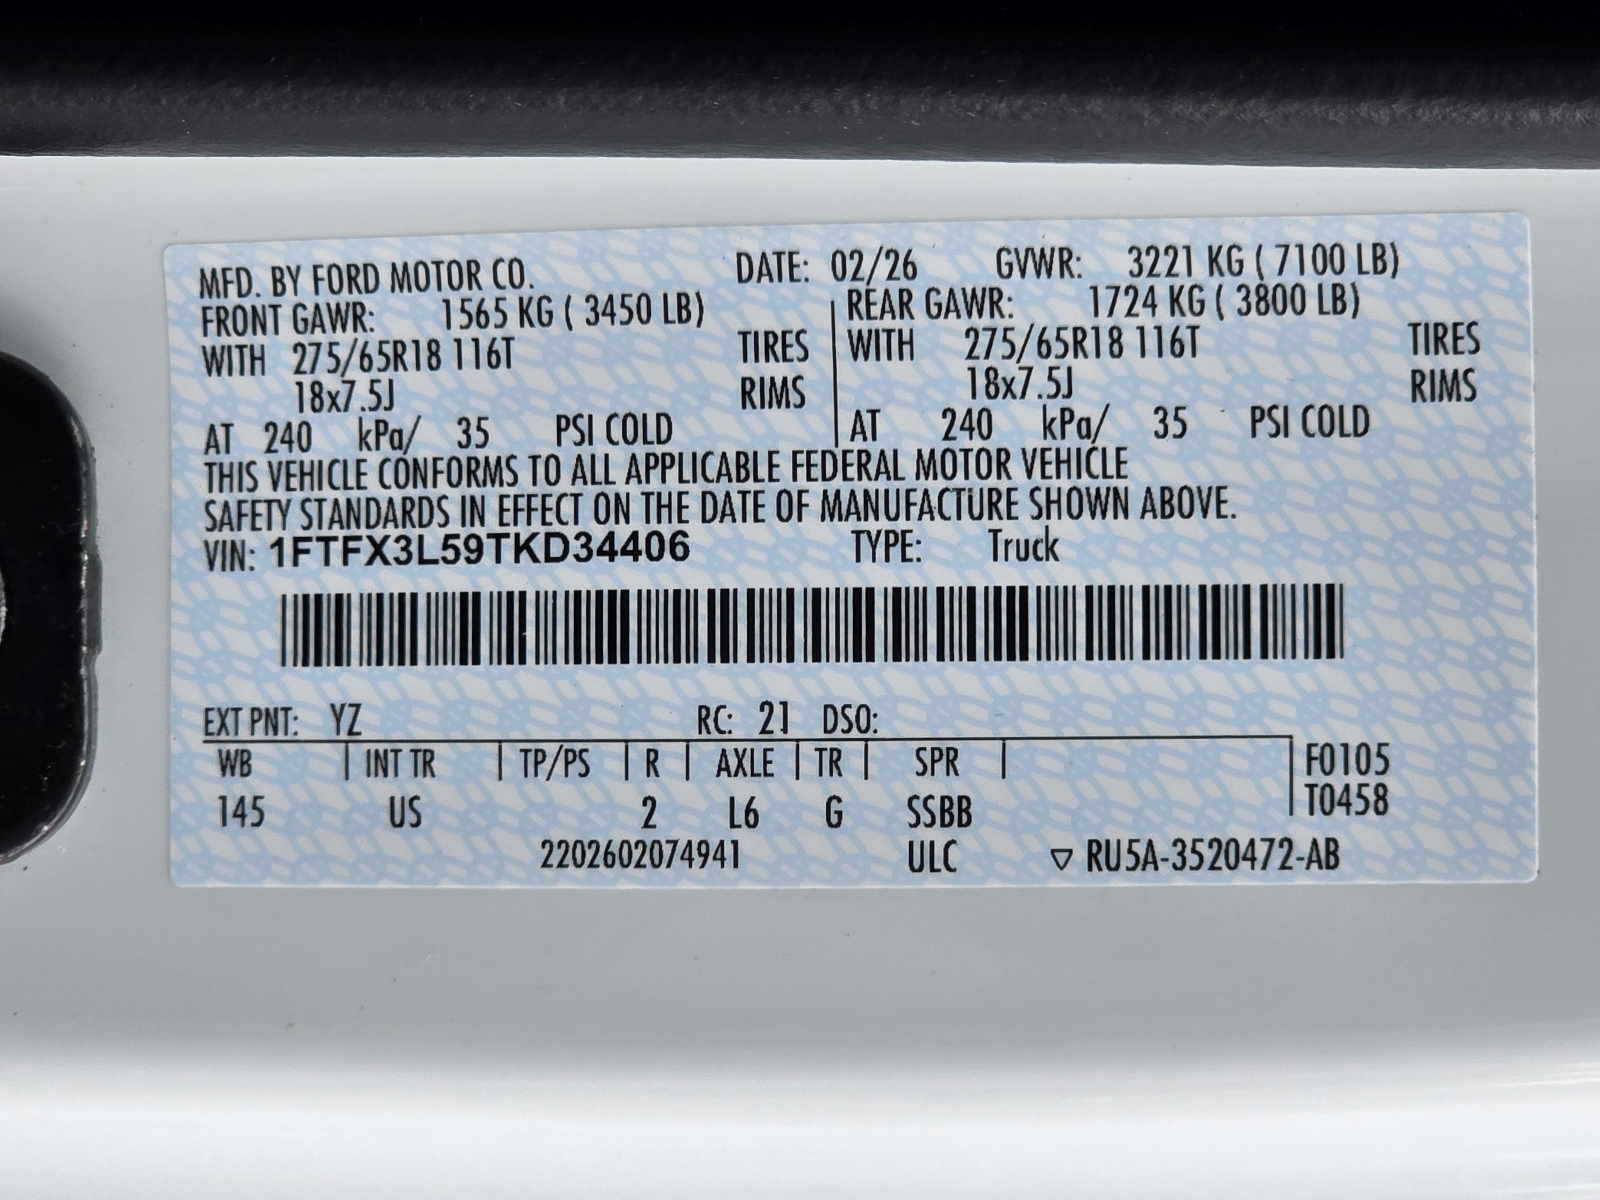 MFD. BY FORD MOTOR CO. DATE: 02/26 GVWR: 3221 KG ( 7100 LB)
FRONT GAWR: 1565 KG ( 3450 LB) REAR GAWR: 1724 KG ( 3800 LB)
WITH 275/65R18 116T TIRES WITH 275/65R18 116T TIRES
18x7.5J RIMS 18x7.5J RIMS
AT 240 kPa/ 35 PSI COLD AT 240 kPa/ 35 PSI COLD
THIS VEHICLE CONFORMS TO ALL APPLICABLE FEDERAL MOTOR VEHICLE
SAFETY STANDARDS IN EFFECT ON THE DATE OF MANUFACTURE SHOWN ABOVE.
VIN: 1FTFX3L59TKD34406 TYPE: Truck
EXT PNT: YZ RC: 21 DSO:
WB INT TR TP/PS R AXLE TR SPR F0105
145 US 2 L6 G SSBB T0458
2202602074941 ULC ▽ RU5A-3520472-AB